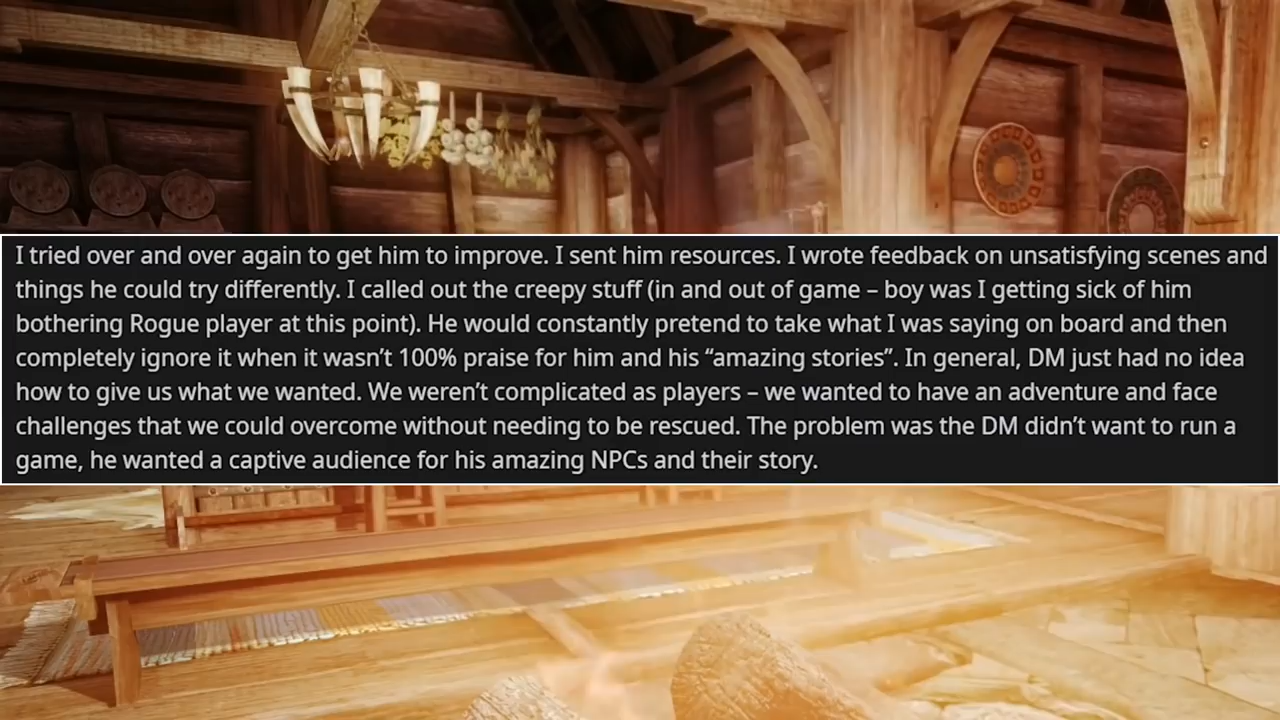 I tried over and over again to get him to improve. I sent him resources. I wrote feedback on unsatisfying scenes and
things he could try differently. I called out the creepy stuff (in and out of game – boy was I getting sick of him
bothering Rogue player at this point). He would constantly pretend to take what I was saying on board and then
completely ignore it when it wasn’t 100% praise for him and his “amazing stories”. In general, DM just had no idea
how to give us what we wanted. We weren’t complicated as players – we wanted to have an adventure and face
challenges that we could overcome without needing to be rescued. The problem was the DM didn’t want to run a
game, he wanted a captive audience for his amazing NPCs and their story.